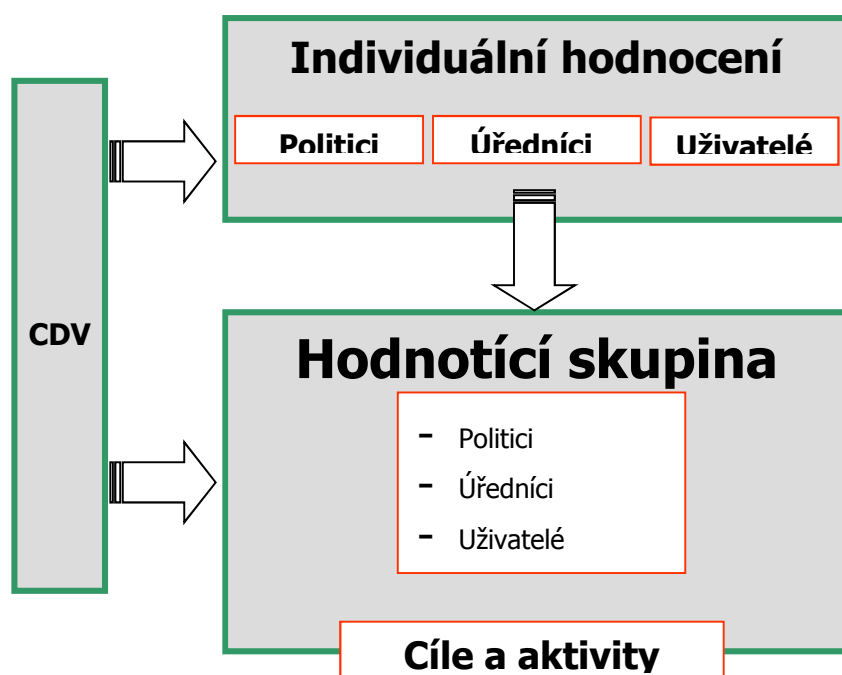 Individuální hodnocení
Politici
Úředníci
Uživatelé
CDV
Hodnotící skupina
- Politici
- Úředníci
- Uživatelé
Cíle a aktivity